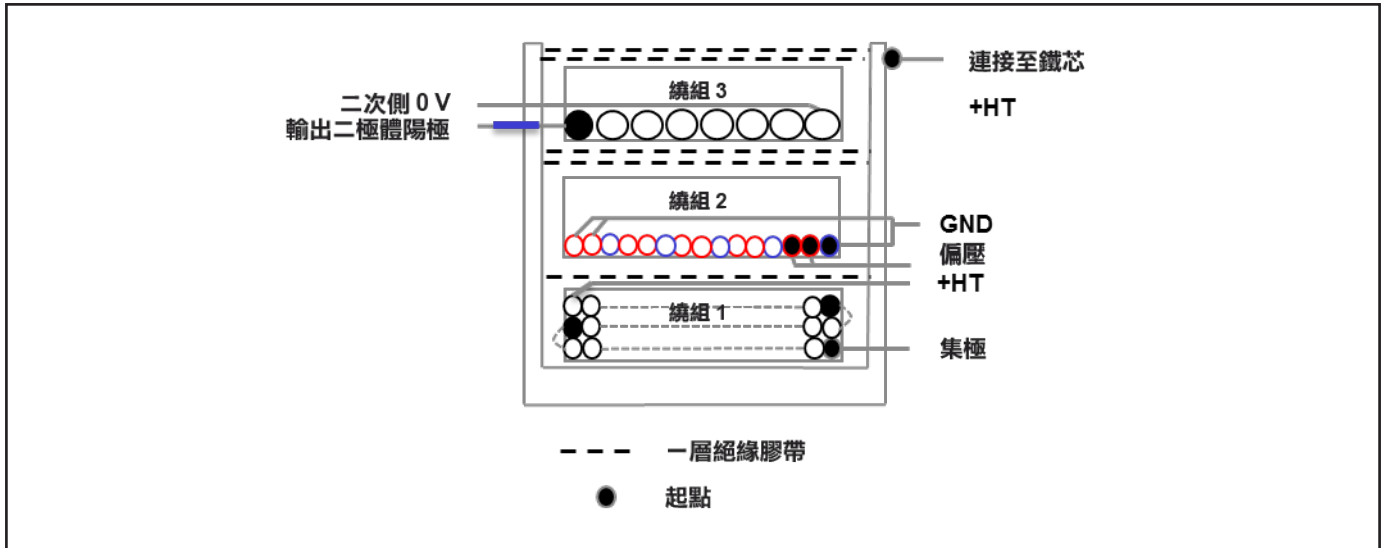 連接至鐵芯
+HT
繞組 3
二次側 0 V
輸出二極體陽極
繞組 2
GND
偏壓
+HT
繞組 1
集極
一層絕緣膠帶
起點